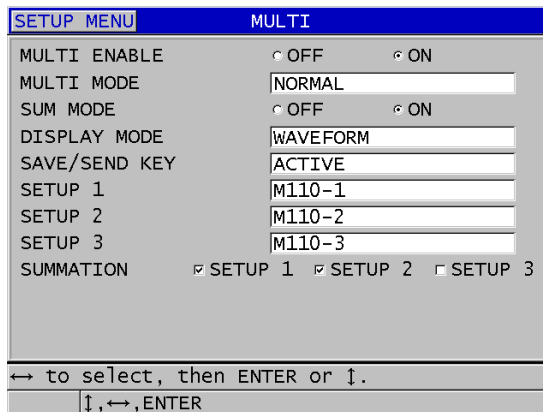 SETUP MENU MULTI
MULTI ENABLE OFF ON
MULTI MODE NORMAL
SUM MODE OFF ON
DISPLAY MODE WAVEFORM
SAVE/SEND KEY ACTIVE
SETUP 1 M110-1
SETUP 2 M110-2
SETUP 3 M110-3
SUMMATION SETUP 1 SETUP 2 SETUP 3
↔ to select, then ENTER or ↕.
↕,↔,ENTER